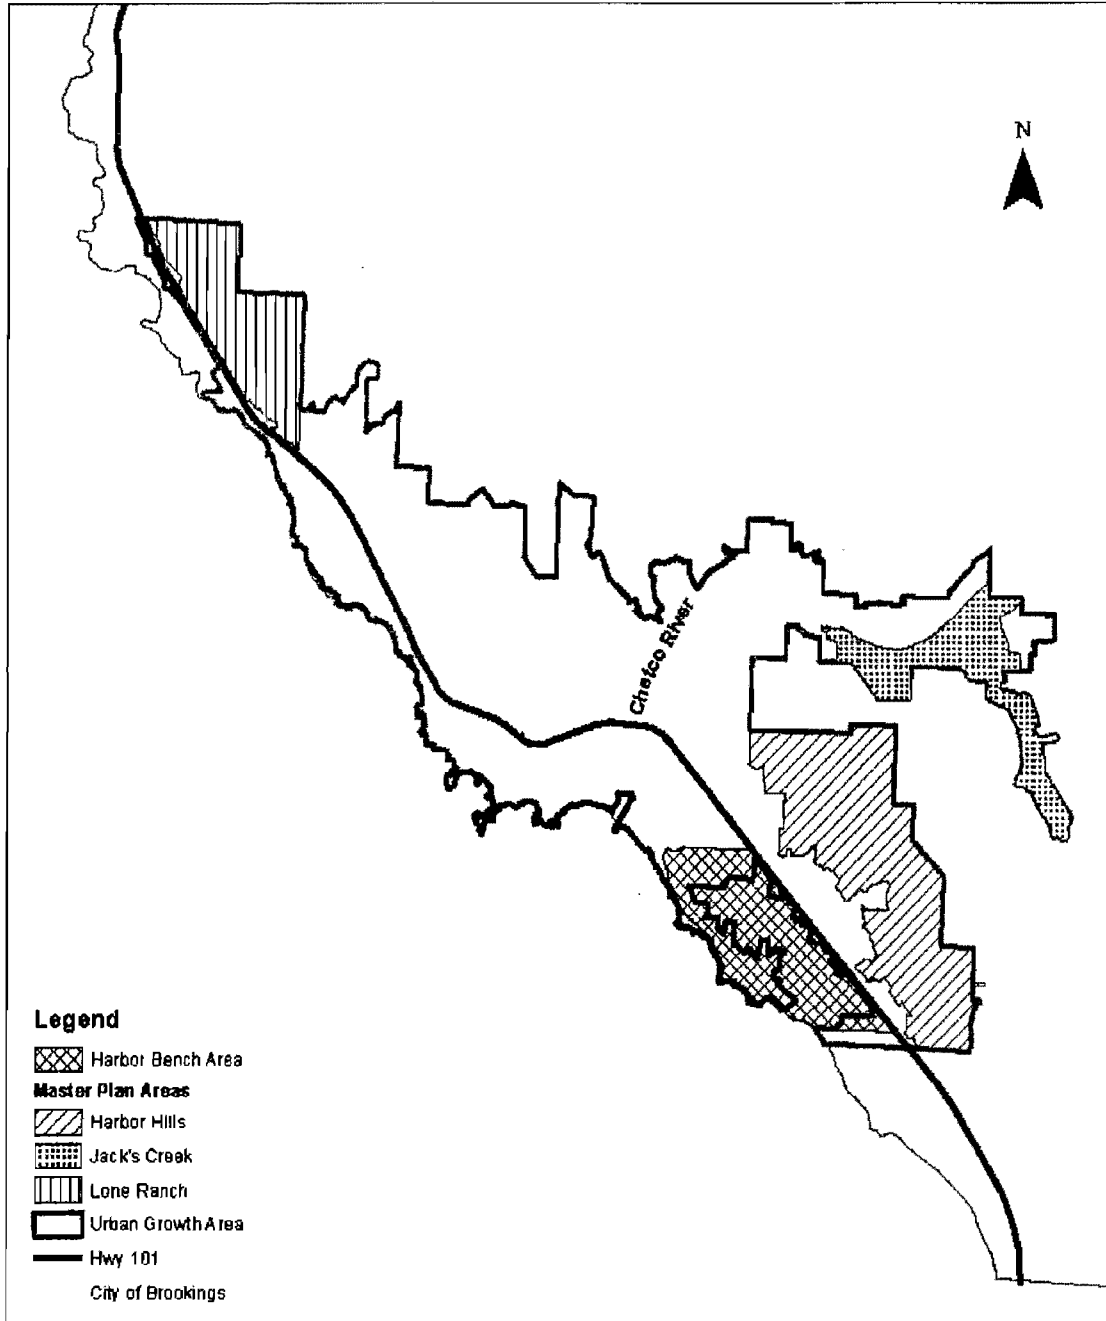 N
Chetco River
Legend
Harbor Bench Area
Master Plan Areas
Harbor Hills
Jack's Creek
Lone Ranch
Urban Growth Area
Hwy 101
City of Brookings